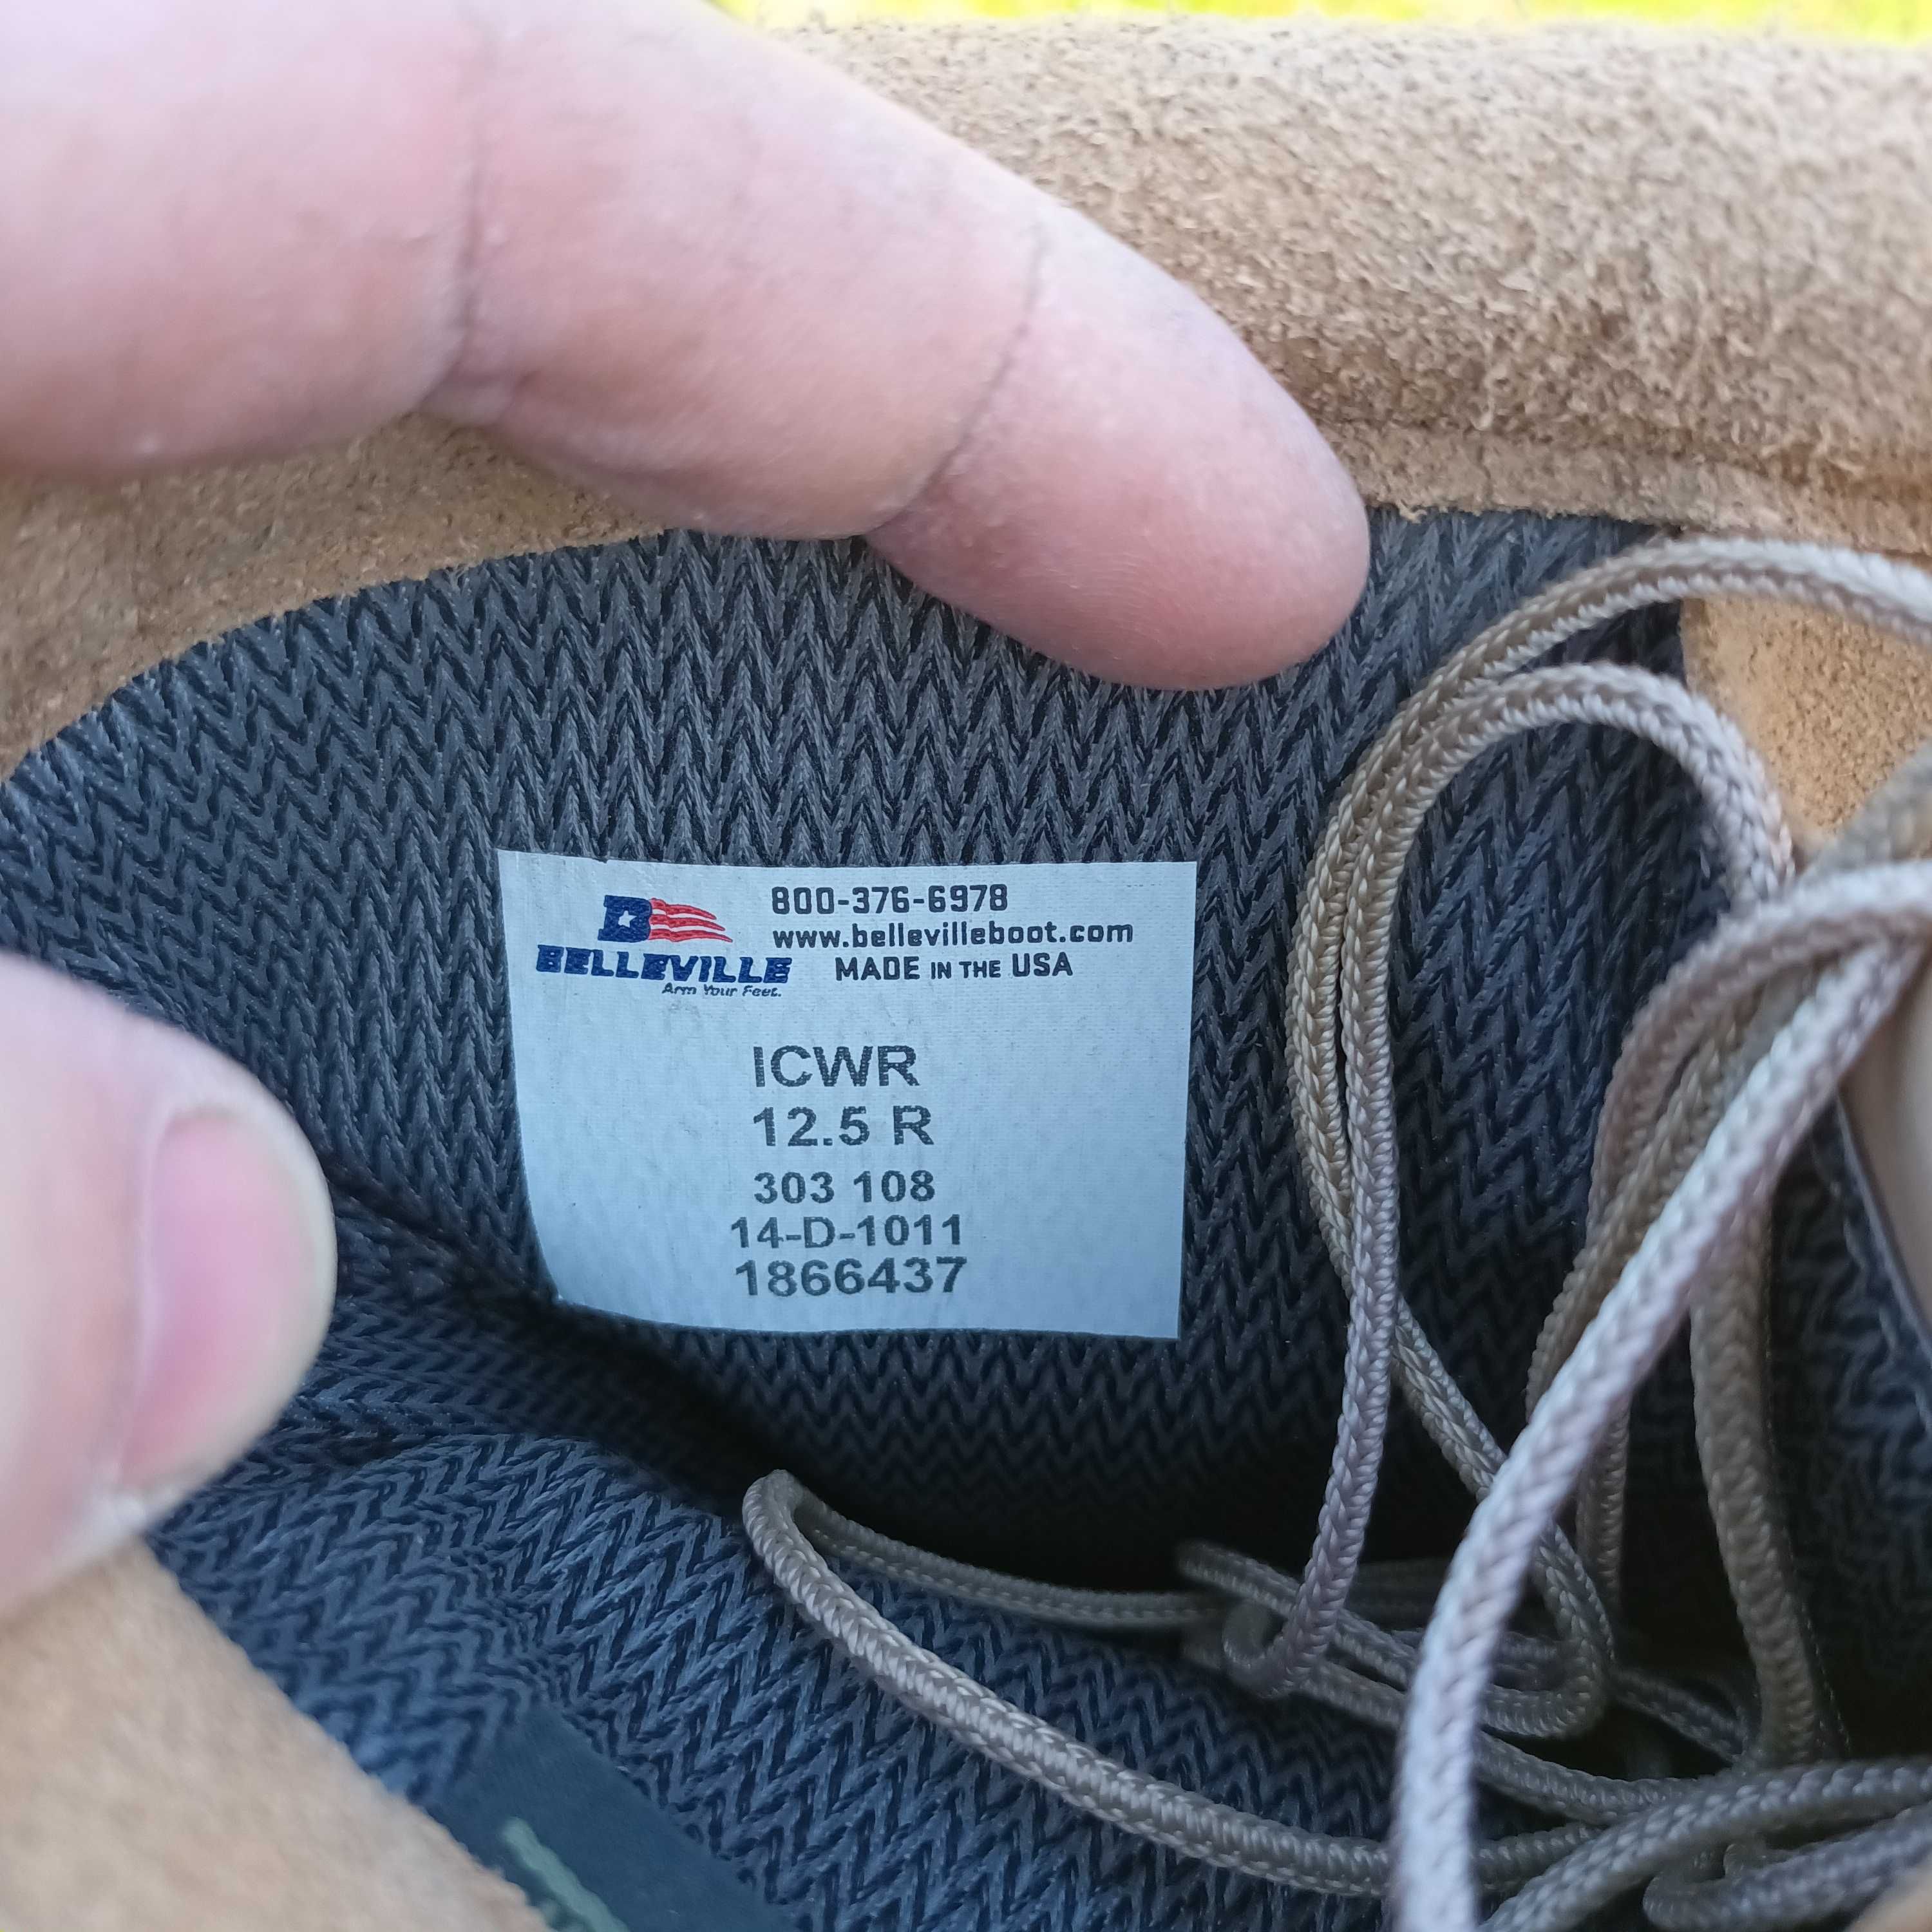 800-376-6978
www.bellevilleboot.com
BELLEVILLE MADE IN THE USA
Arm Your Feet.
ICWR
12.5 R
303 108
14-D-1011
1866437